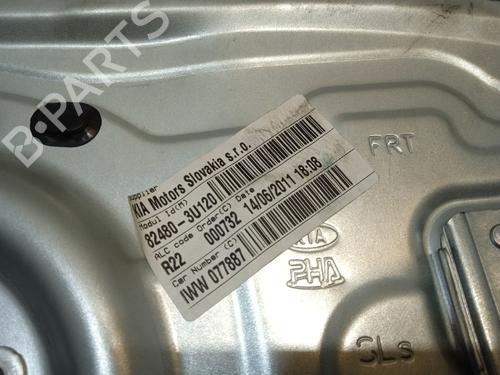 B-PARTS
Supplier
KIA Motors Slovakia s.r.o.
Modul Id(M)
82480-3U120
ALC code Order(C) Date
R22 000732 14/06/2011 18:08
Car Number (C)
IWW 077887
FRT
KIA
PHA
SLs